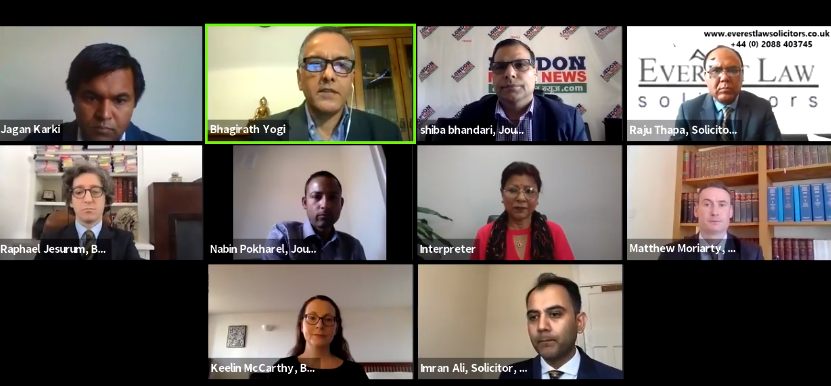 www.everestlawsolicitors.co.uk
+44 (0) 2088 403745
LONDON
NEWS
EVEREST LAW
solicitors
Jagan Karki
Bhagirath Yogi
shiba bhandari, Jou...
Raju Thapa, Solicito...
Raphael Jesurum, B...
Nabin Pokharel, Jou...
Interpreter
Matthew Moriarty, ...
Keelin McCarthy, B...
Imran Ali, Solicitor, ...